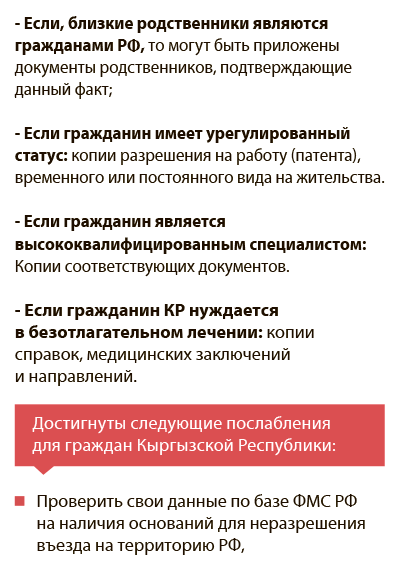 - Если, близкие родственники являются
гражданами РФ, то могут быть приложены
документы родственников, подтверждающие
данный факт;
- Если гражданин имеет урегулированный
статус: копии разрешения на работу (патента),
временного или постоянного вида на жительства.
- Если гражданин является
высококвалифицированным специалистом:
Копии соответствующих документов.
- Если гражданин КР нуждается
в безотлагательном лечении: копии
справок, медицинских заключений
и направлений.
Достигнуты следующие послабления
для граждан Кыргызской Республики:
Проверить свои данные по базе ФМС РФ
на наличия оснований для неразрешения
въезда на территорию РФ,